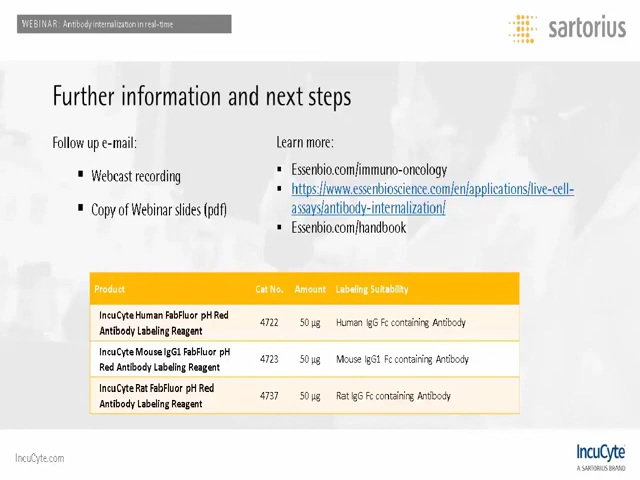 WEBINAR: Antibody internalization in real-time
sartorius
Further information and next steps
Follow up e-mail:
▪ Webcast recording
▪ Copy of Webinar slides (pdf)
Learn more:
▪ Essenbio.com/immuno-oncology
▪ https://www.essenbioscience.com/en/applications/live-cell-
assays/antibody-internalization/
▪ Essenbio.com/handbook
Product Cat No. Amount Labeling Suitability
IncuCyte Human FabFluor pH Red
Antibody Labeling Reagent
4722 50 µg Human IgG Fc containing Antibody
IncuCyte Mouse IgG1 FabFluor pH
Red Antibody Labeling Reagent
4723 50 µg Mouse IgG1 Fc containing Antibody
IncuCyte Rat FabFluor pH Red
Antibody Labeling Reagent
4737 50 µg Rat IgG Fc containing Antibody
IncuCyte.com
IncuCyte
A SARTORIUS BRAND